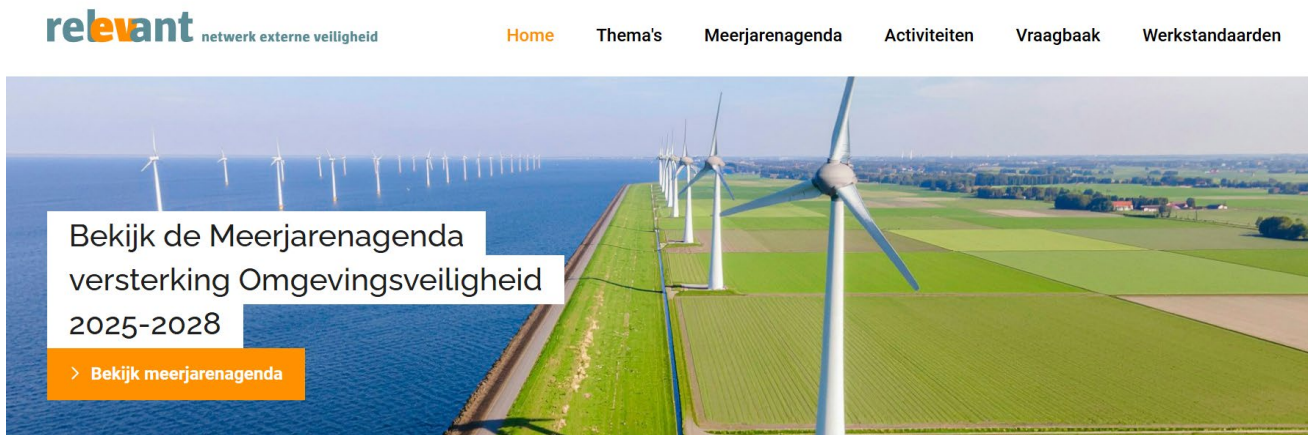 relevant netwerk externe veiligheid
Home Thema's Meerjarenagenda Activiteiten Vraagbaak Werkstandaarden
Bekijk de Meerjarenagenda
versterking Omgevingsveiligheid
2025-2028
> Bekijk meerjarenagenda